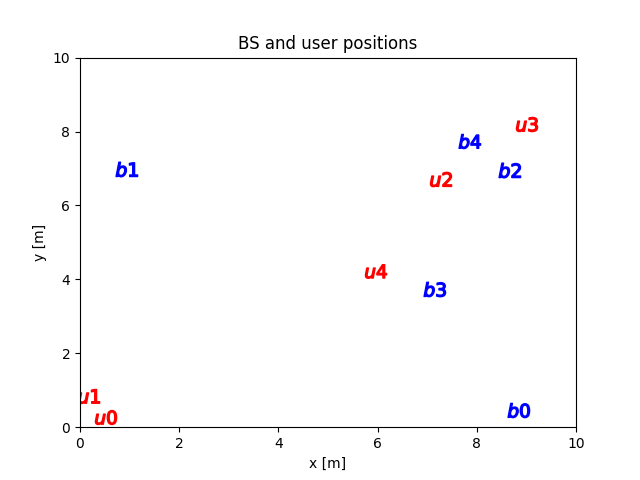 BS and user positions
10
8
6
4
2
0
y [m]
b1
b4
u3
b2
u2
u4
b3
u1
u0
b0
0 2 4 6 8 10
x [m]